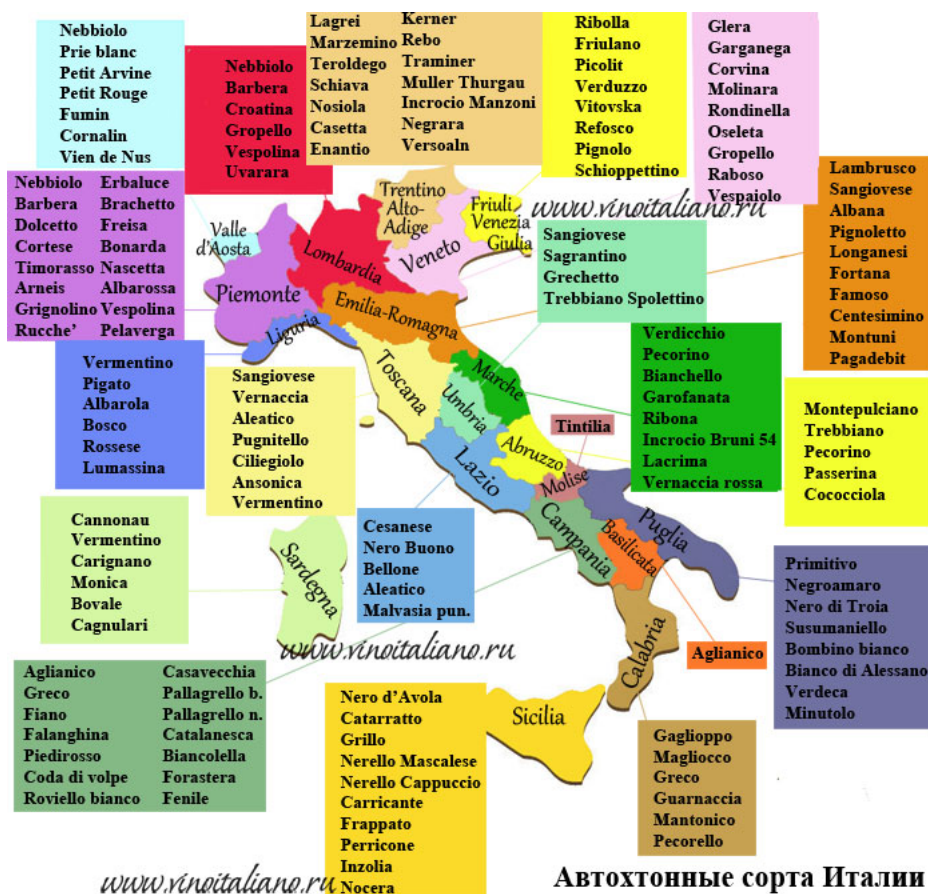 Nebbiolo
Prie blanc
Petit Arvine
Petit Rouge
Fumin
Cornalin
Vien de Nus
Nebbiolo
Barbera
Croatina
Gropello
Vespolina
Uvarara
Lagrei Kerner
Marzemino Rebo
Teroldego Traminer
Schiava Muller Thurgau
Nosiola Incrocio Manzoni
Casetta Negrara
Enantio Versoaln
Ribolla
Friulano
Picolit
Verduzzo
Vitovska
Refosco
Pignolo
Schioppettino
Glera
Garganega
Corvina
Molinara
Rondinella
Oseleta
Gropello
Raboso
Vespaiolo
Nebbiolo Erbaluce
Barbera Brachetto
Dolcetto Freisa
Cortese Bonarda
Timorasso Nascetta
Arneis Albarossa
Grignolino Vespolina
Rucche' Pelaverga
Valle
d'Aosta
Piemonte
Lombardia
Trentino
Alto-
Adige
Veneto
Friuli
Venezia
Giulia
www.vinoitaliano.ru
Lambrusco
Sangiovese
Albana
Pignoletto
Longanesi
Fortana
Famoso
Centesimino
Montuni
Pagadebit
Sangiovese
Sagrantino
Grechetto
Trebbiano Spolettino
Liguria
Emilia-Romagna
Toscana
Marche
Umbria
Lazio
Abruzzo
Molise
Campania
Puglia
Basilicata
Calabria
Sicilia
Sardegna
Vermentino
Pigato
Albarola
Bosco
Rossese
Lumassina
Sangiovese
Vernaccia
Aleatico
Pugnitello
Ciliegiolo
Ansonica
Vermentino
Verdicchio
Pecorino
Bianchello
Garofanata
Ribona
Incrocio Bruni 54
Lacrima
Vernaccia rossa
Tintilia
Montepulciano
Trebbiano
Pecorino
Passerina
Cococciola
Cannonau
Vermentino
Carignano
Monica
Bovale
Cagnulari
Cesanese
Nero Buono
Bellone
Aleatico
Malvasia pun.
www.vinoitaliano.ru
Aglianico
Primitivo
Negroamaro
Nero di Troia
Susumaniello
Bombino bianco
Bianco di Alessano
Verdeca
Minutolo
Aglianico Casavecchia
Greco Pallagrello b.
Fiano Pallagrello n.
Falanghina Catalanesca
Piedirosso Biancolella
Coda di volpe Forastera
Roviello bianco Fenile
Nero d'Avola
Catarratto
Grillo
Nerello Mascalese
Nerello Cappuccio
Carricante
Frappato
Perricone
Inzolia
Nocera
Gaglioppo
Magliocco
Greco
Guarnaccia
Mantonico
Pecorello
www.vinoitaliano.ru
Автохтонные сорта Италии